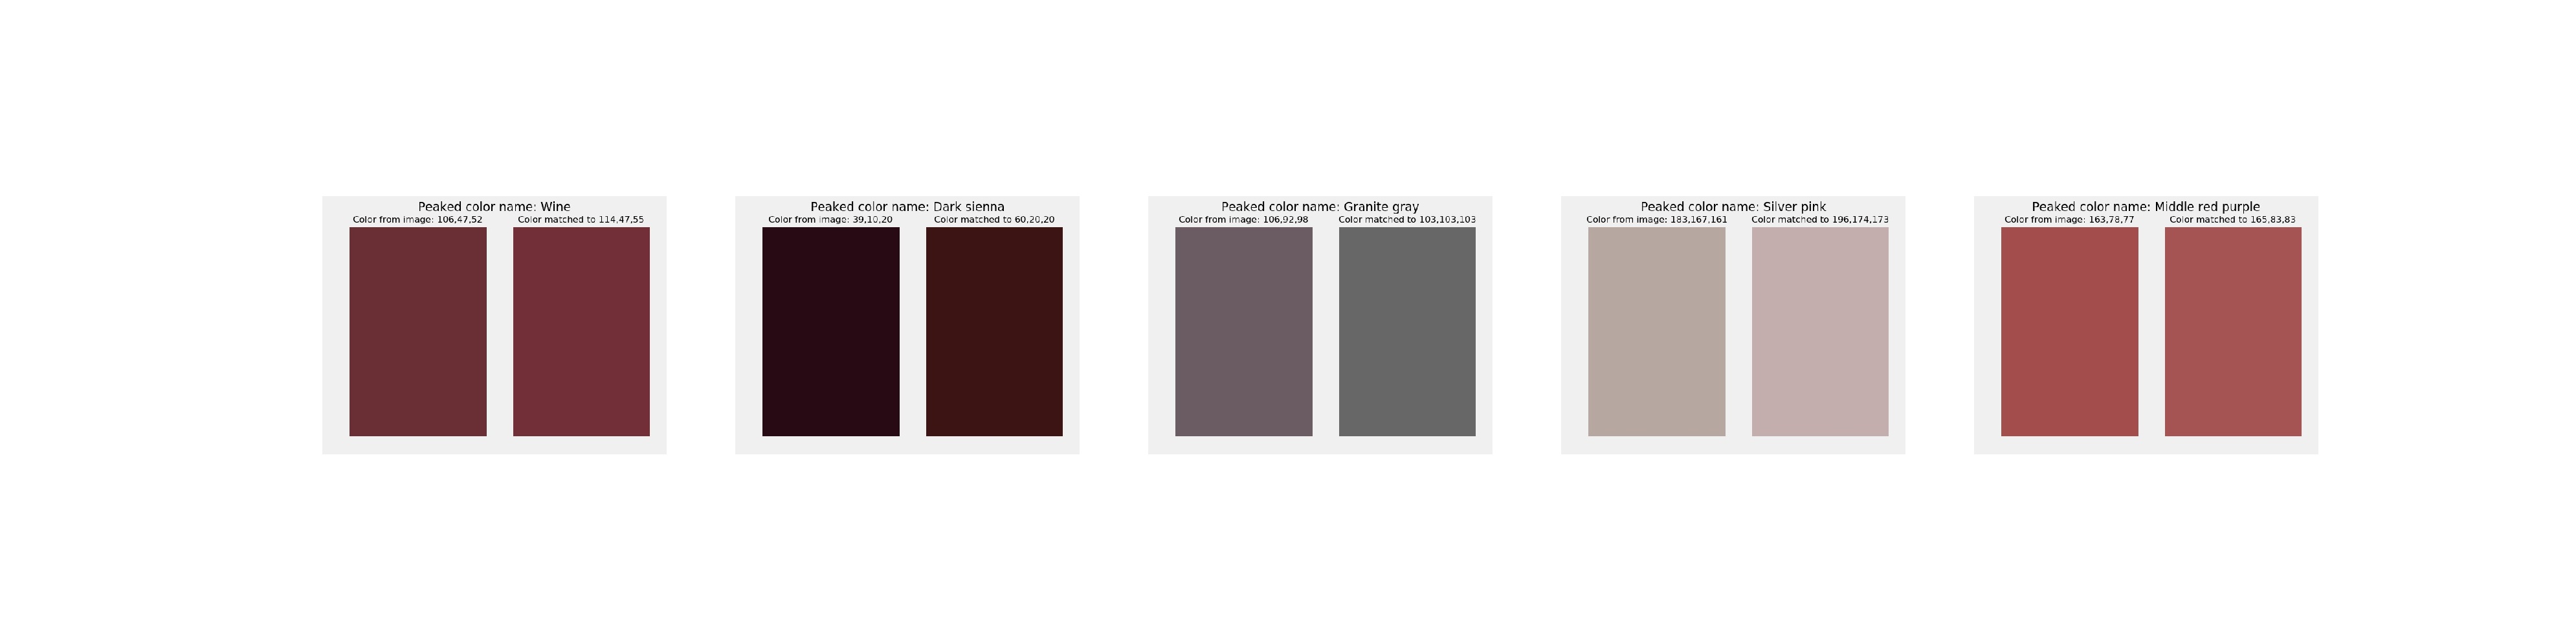 Peaked color name: Wine
Color from image: 106,47,52
Color matched to 114,47,55
Peaked color name: Dark sienna
Color from image: 39,10,20
Color matched to 60,20,20
Peaked color name: Granite gray
Color from image: 106,92,98
Color matched to 103,103,103
Peaked color name: Silver pink
Color from image: 183,167,161
Color matched to 196,174,173
Peaked color name: Middle red purple
Color from image: 163,78,77
Color matched to 165,83,83